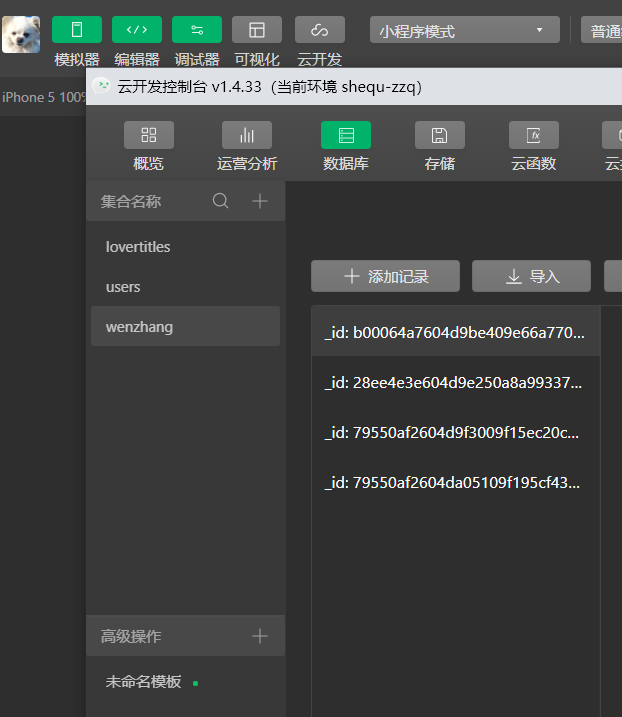 小程序模式
普通
模拟器 编辑器 调试器 可视化 云开发
云开发控制台 v1.4.33（当前环境 shequ-zzq）
iPhone 5 100%
概览 运营分析 数据库 存储 云函数
集合名称
lovertitles
users
wenzhang
添加记录 导入
_id: b00064a7604d9be409e66a770...
_id: 28ee4e3e604d9e250a8a99337...
_id: 79550af2604d9f3009f15ec20c...
_id: 79550af2604da05109f195cf43...
高级操作
未命名模板